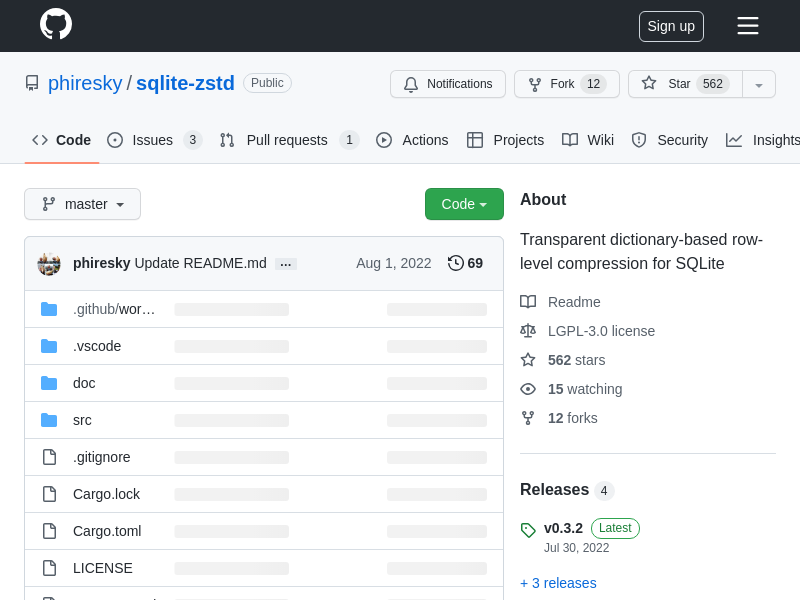 Sign up
phiresky / sqlite-zstd Public
Notifications
Fork 12
Star 562
Code
Issues 3
Pull requests 1
Actions
Projects
Wiki
Security
Insights
master
Code
phiresky Update README.md ...
Aug 1, 2022
69
.github/wor…
.vscode
doc
src
.gitignore
Cargo.lock
Cargo.toml
LICENSE
About
Transparent dictionary-based row-
level compression for SQLite
Readme
LGPL-3.0 license
562 stars
15 watching
12 forks
Releases 4
v0.3.2 Latest
Jul 30, 2022
+ 3 releases